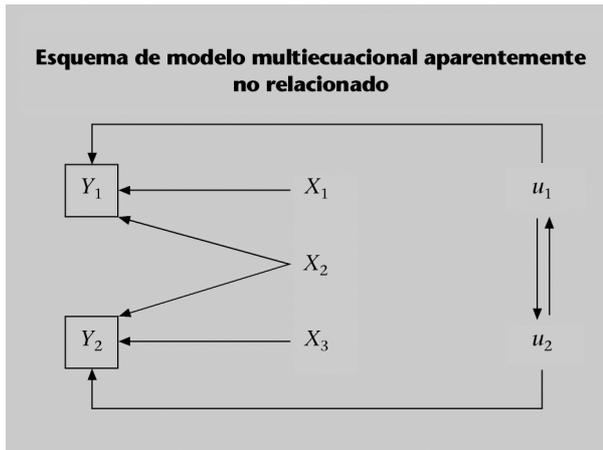 Esquema de modelo multiecuacional aparentemente
no relacionado
Y₁
X₁
u₁
X₂
Y₂
X₃
u₂